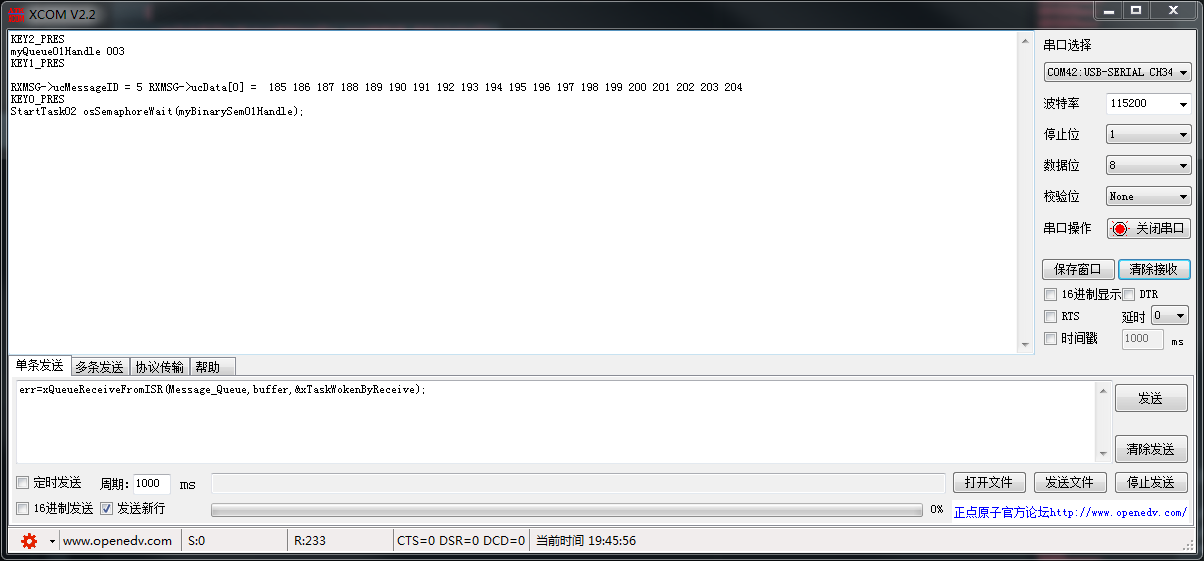 XCOM V2.2
KEY2_PRES
myQueue01Handle 003
KEY1_PRES
RXMSG->ucMessageID = 5 RXMSG->ucData[0] =  185 186 187 188 189 190 191 192 193 194 195 196 197 198 199 200 201 202 203 204
KEY0_PRES
StartTask02 osSemaphoreWait(myBinarySem01Handle);
串口选择
COM42:USB-SERIAL CH34
波特率 115200
停止位 1
数据位 8
校验位 None
串口操作 关闭串口
保存窗口 清除接收
16进制显示 DTR
RTS 延时 0
时间戳 1000 ms
单条发送 多条发送 协议传输 帮助
err=xQueueReceiveFromISR(Message_Queue,buffer,&xTaskWokenByReceive);
发送
清除发送
定时发送 周期: 1000 ms 打开文件 发送文件 停止发送
16进制发送 发送新行 0% 正点原子官方论坛http://www.openedv.com/
www.openedv.com S:0 R:233 CTS=0 DSR=0 DCD=0 当前时间 19:45:56